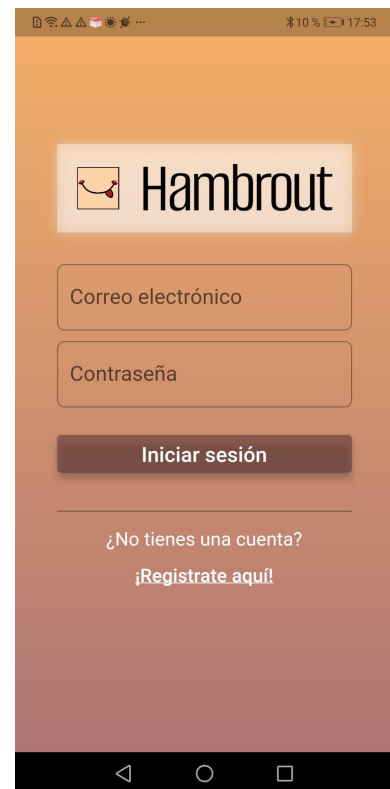 10 % 17:53
Hambrout
Correo electrónico
Contraseña
Iniciar sesión
¿No tienes una cuenta?
¡Registrate aquí!